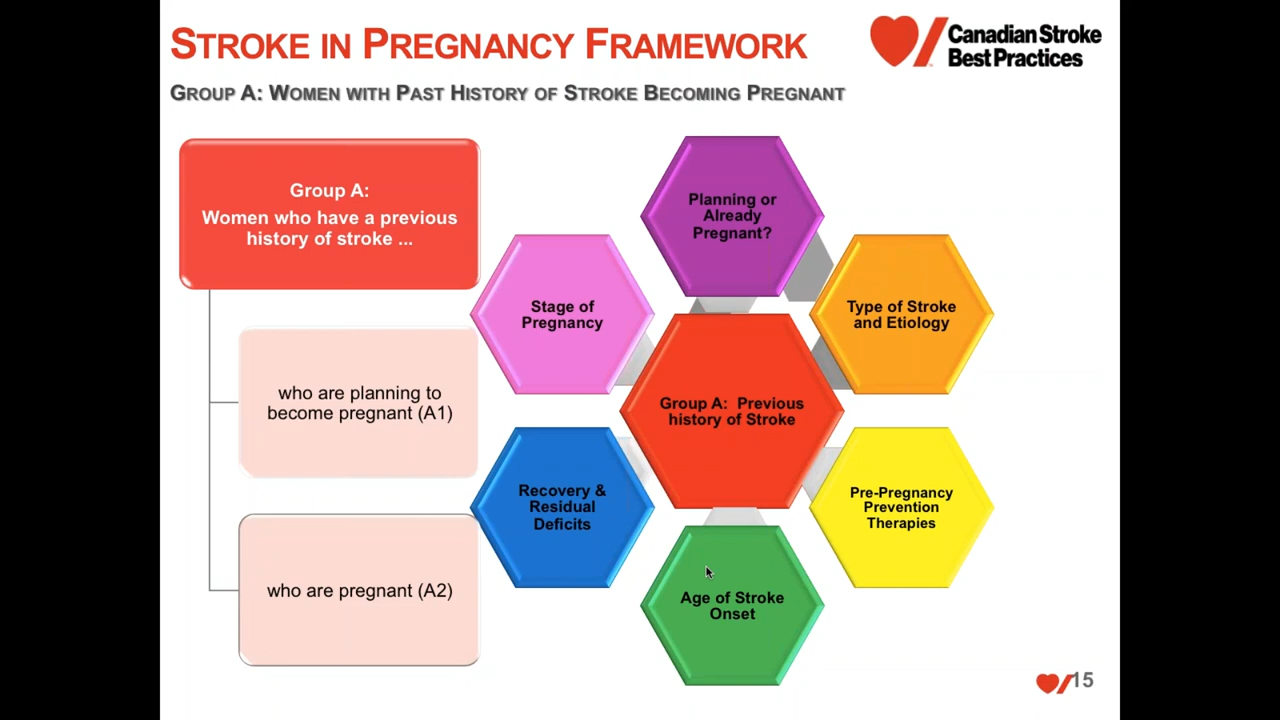 STROKE IN PREGNANCY FRAMEWORK
Canadian Stroke
Best Practices
GROUP A: WOMEN WITH PAST HISTORY OF STROKE BECOMING PREGNANT
Group A:
Women who have a previous
history of stroke ...
who are planning to
become pregnant (A1)
who are pregnant (A2)
Planning or
Already
Pregnant?
Stage of
Pregnancy
Type of Stroke
and Etiology
Group A: Previous
history of Stroke
Recovery &
Residual
Deficits
Pre-Pregnancy
Prevention
Therapies
Age of Stroke
Onset
15